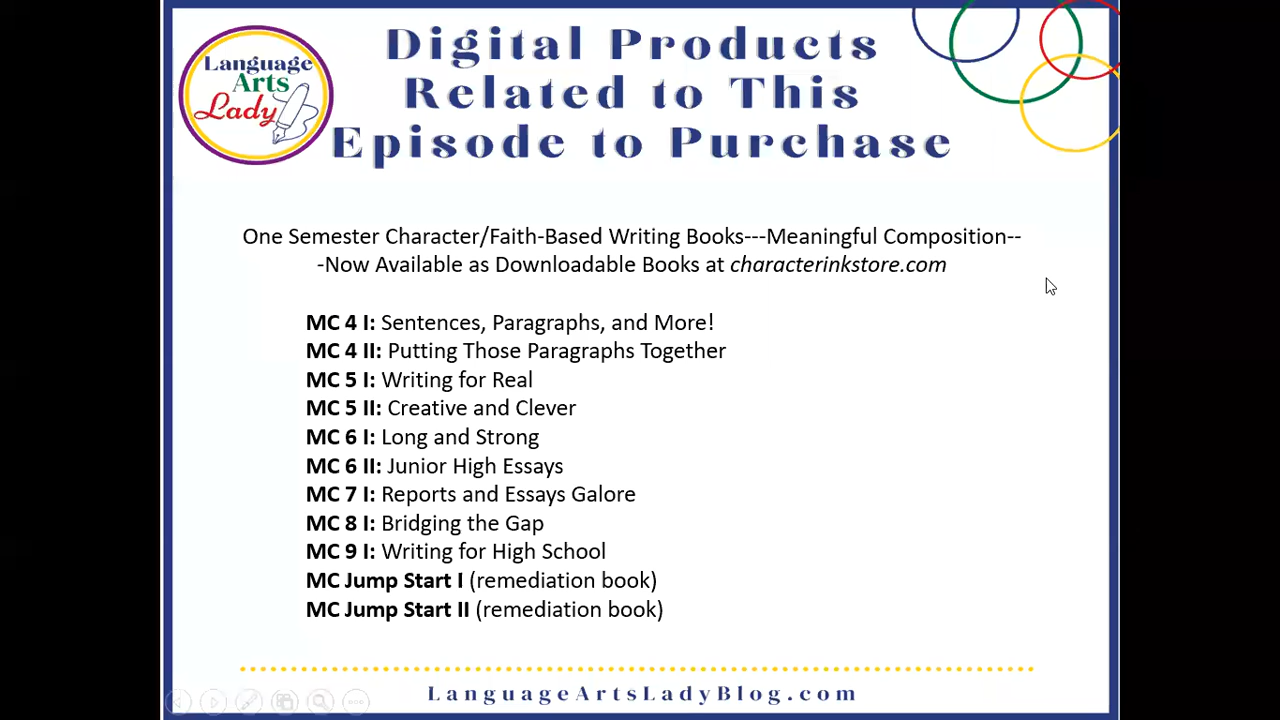 Language
Arts
Lady
Digital Products
Related to This
Episode to Purchase
One Semester Character/Faith-Based Writing Books---Meaningful Composition--
-Now Available as Downloadable Books at characterinkstore.com
MC 4 I: Sentences, Paragraphs, and More!
MC 4 II: Putting Those Paragraphs Together
MC 5 I: Writing for Real
MC 5 II: Creative and Clever
MC 6 I: Long and Strong
MC 6 II: Junior High Essays
MC 7 I: Reports and Essays Galore
MC 8 I: Bridging the Gap
MC 9 I: Writing for High School
MC Jump Start I (remediation book)
MC Jump Start II (remediation book)
LanguageArtsLadyBlog.com